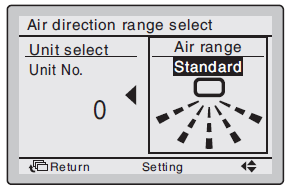 Air direction range select
Unit select
Unit No.
0
Air range
Standard
Return Setting